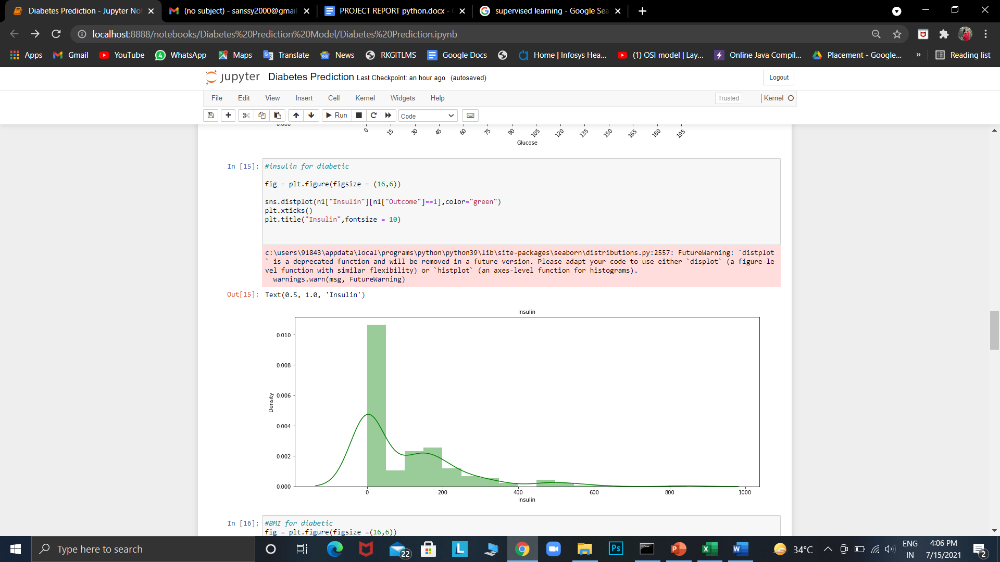 Diabetes Prediction - Jupyter Not
(no subject) - sanssy2000@gmail
PROJECT REPORT python.docx -
supervised learning - Google Sea
localhost:8888/notebooks/Diabetes%20Prediction%20Model/Diabetes%20Prediction.ipynb
Apps Gmail YouTube WhatsApp Maps Translate News RKGITLMS Google Docs Home | Infosys Hea... (1) OSI model | Lay... Online Java Compil... Placement - Google... » Reading list
jupyter Diabetes Prediction Last Checkpoint: an hour ago (autosaved) Logout
File Edit View Insert Cell Kernel Widgets Help Trusted Kernel
Run Code
0 15 30 45 60 75 90 105 120 135 150 165 180 195
Glucose
In [15]: #insulin for diabetic
fig = plt.figure(figsize = (16,6))
sns.distplot(n1["Insulin"][n1["Outcome"]==1],color="green")
plt.xticks()
plt.title("Insulin",fontsize = 10)
c:\users\91843\appdata\local\programs\python\python39\lib\site-packages\seaborn\distributions.py:2557: FutureWarning: `distplot
` is a deprecated function and will be removed in a future version. Please adapt your code to use either `displot` (a figure-le
vel function with similar flexibility) or `histplot` (an axes-level function for histograms).
warnings.warn(msg, FutureWarning)
Out[15]: Text(0.5, 1.0, 'Insulin')
Insulin
0.010
0.008
0.006
0.004
0.002
0.000
Density
0 200 400 600 800 1000
Insulin
In [16]: #BMI for diabetic
fig = plt.figure(figsize =(16,6))
Type here to search
22
L
Ps
P
X
W
34°C
ENG
IN
4:06 PM
7/15/2021
2